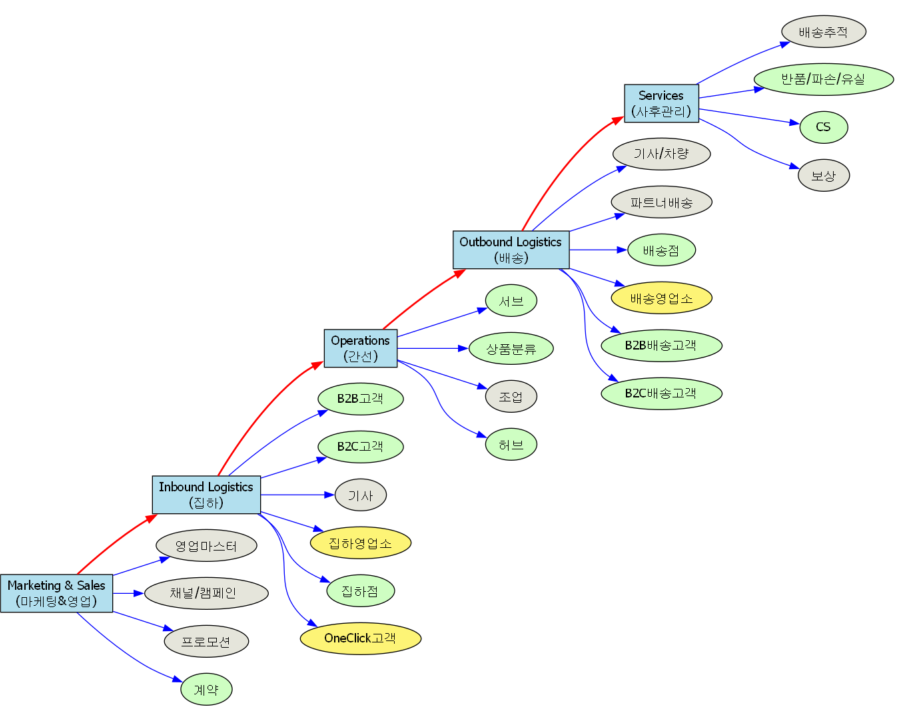 배송추적
반품/파손/유실
Services
(사후관리)
CS
기사/차량
보상
파트너배송
Outbound Logistics
(배송)
배송점
서브
배송영업소
Operations
(간선)
상품분류
B2B배송고객
B2B고객
조업
B2C배송고객
B2C고객
허브
Inbound Logistics
(집하)
기사
영업마스터
집하영업소
Marketing & Sales
(마케팅&영업)
채널/캠페인
집하점
프로모션
OneClick고객
계약